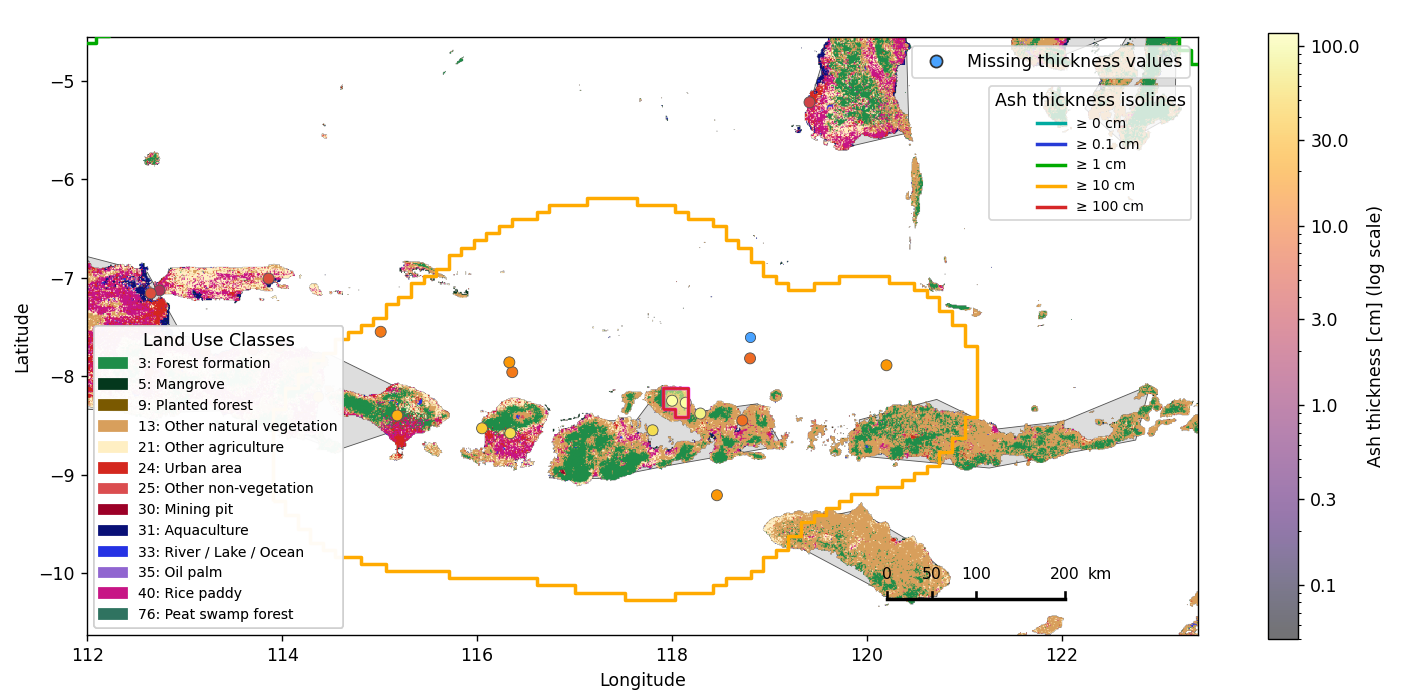 −5
−6
−7
−8
−9
−10
Latitude
112
114
116
118
120
122
Longitude
Missing thickness values
Ash thickness isolines
≥ 0 cm
≥ 0.1 cm
≥ 1 cm
≥ 10 cm
≥ 100 cm
Land Use Classes
3: Forest formation
5: Mangrove
9: Planted forest
13: Other natural vegetation
21: Other agriculture
24: Urban area
25: Other non-vegetation
30: Mining pit
31: Aquaculture
33: River / Lake / Ocean
35: Oil palm
40: Rice paddy
76: Peat swamp forest
0 50 100 200 km
100.0
30.0
10.0
3.0
1.0
0.3
0.1
Ash thickness [cm] (log scale)